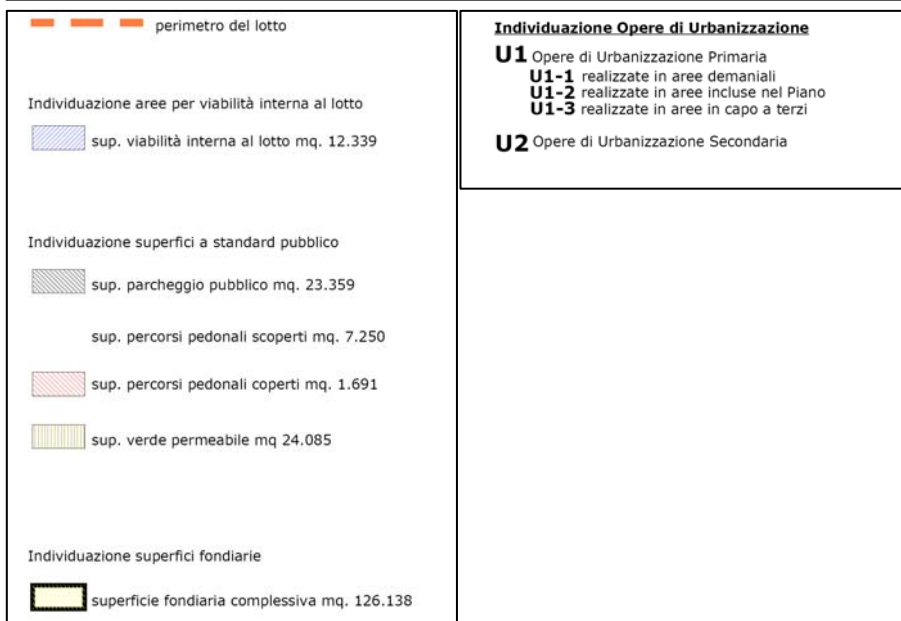 perimetro del lotto
Individuazione aree per viabilità interna al lotto
sup. viabilità interna al lotto mq. 12.339
Individuazione superfici a standard pubblico
sup. parcheggio pubblico mq. 23.359
sup. percorsi pedonali scoperti mq. 7.250
sup. percorsi pedonali coperti mq. 1.691
sup. verde permeabile mq 24.085
Individuazione superfici fondiarie
superficie fondiaria complessiva mq. 126.138
Individuazione Opere di Urbanizzazione
U1 Opere di Urbanizzazione Primaria
U1-1 realizzate in aree demaniali
U1-2 realizzate in aree incluse nel Piano
U1-3 realizzate in aree in capo a terzi
U2 Opere di Urbanizzazione Secondaria